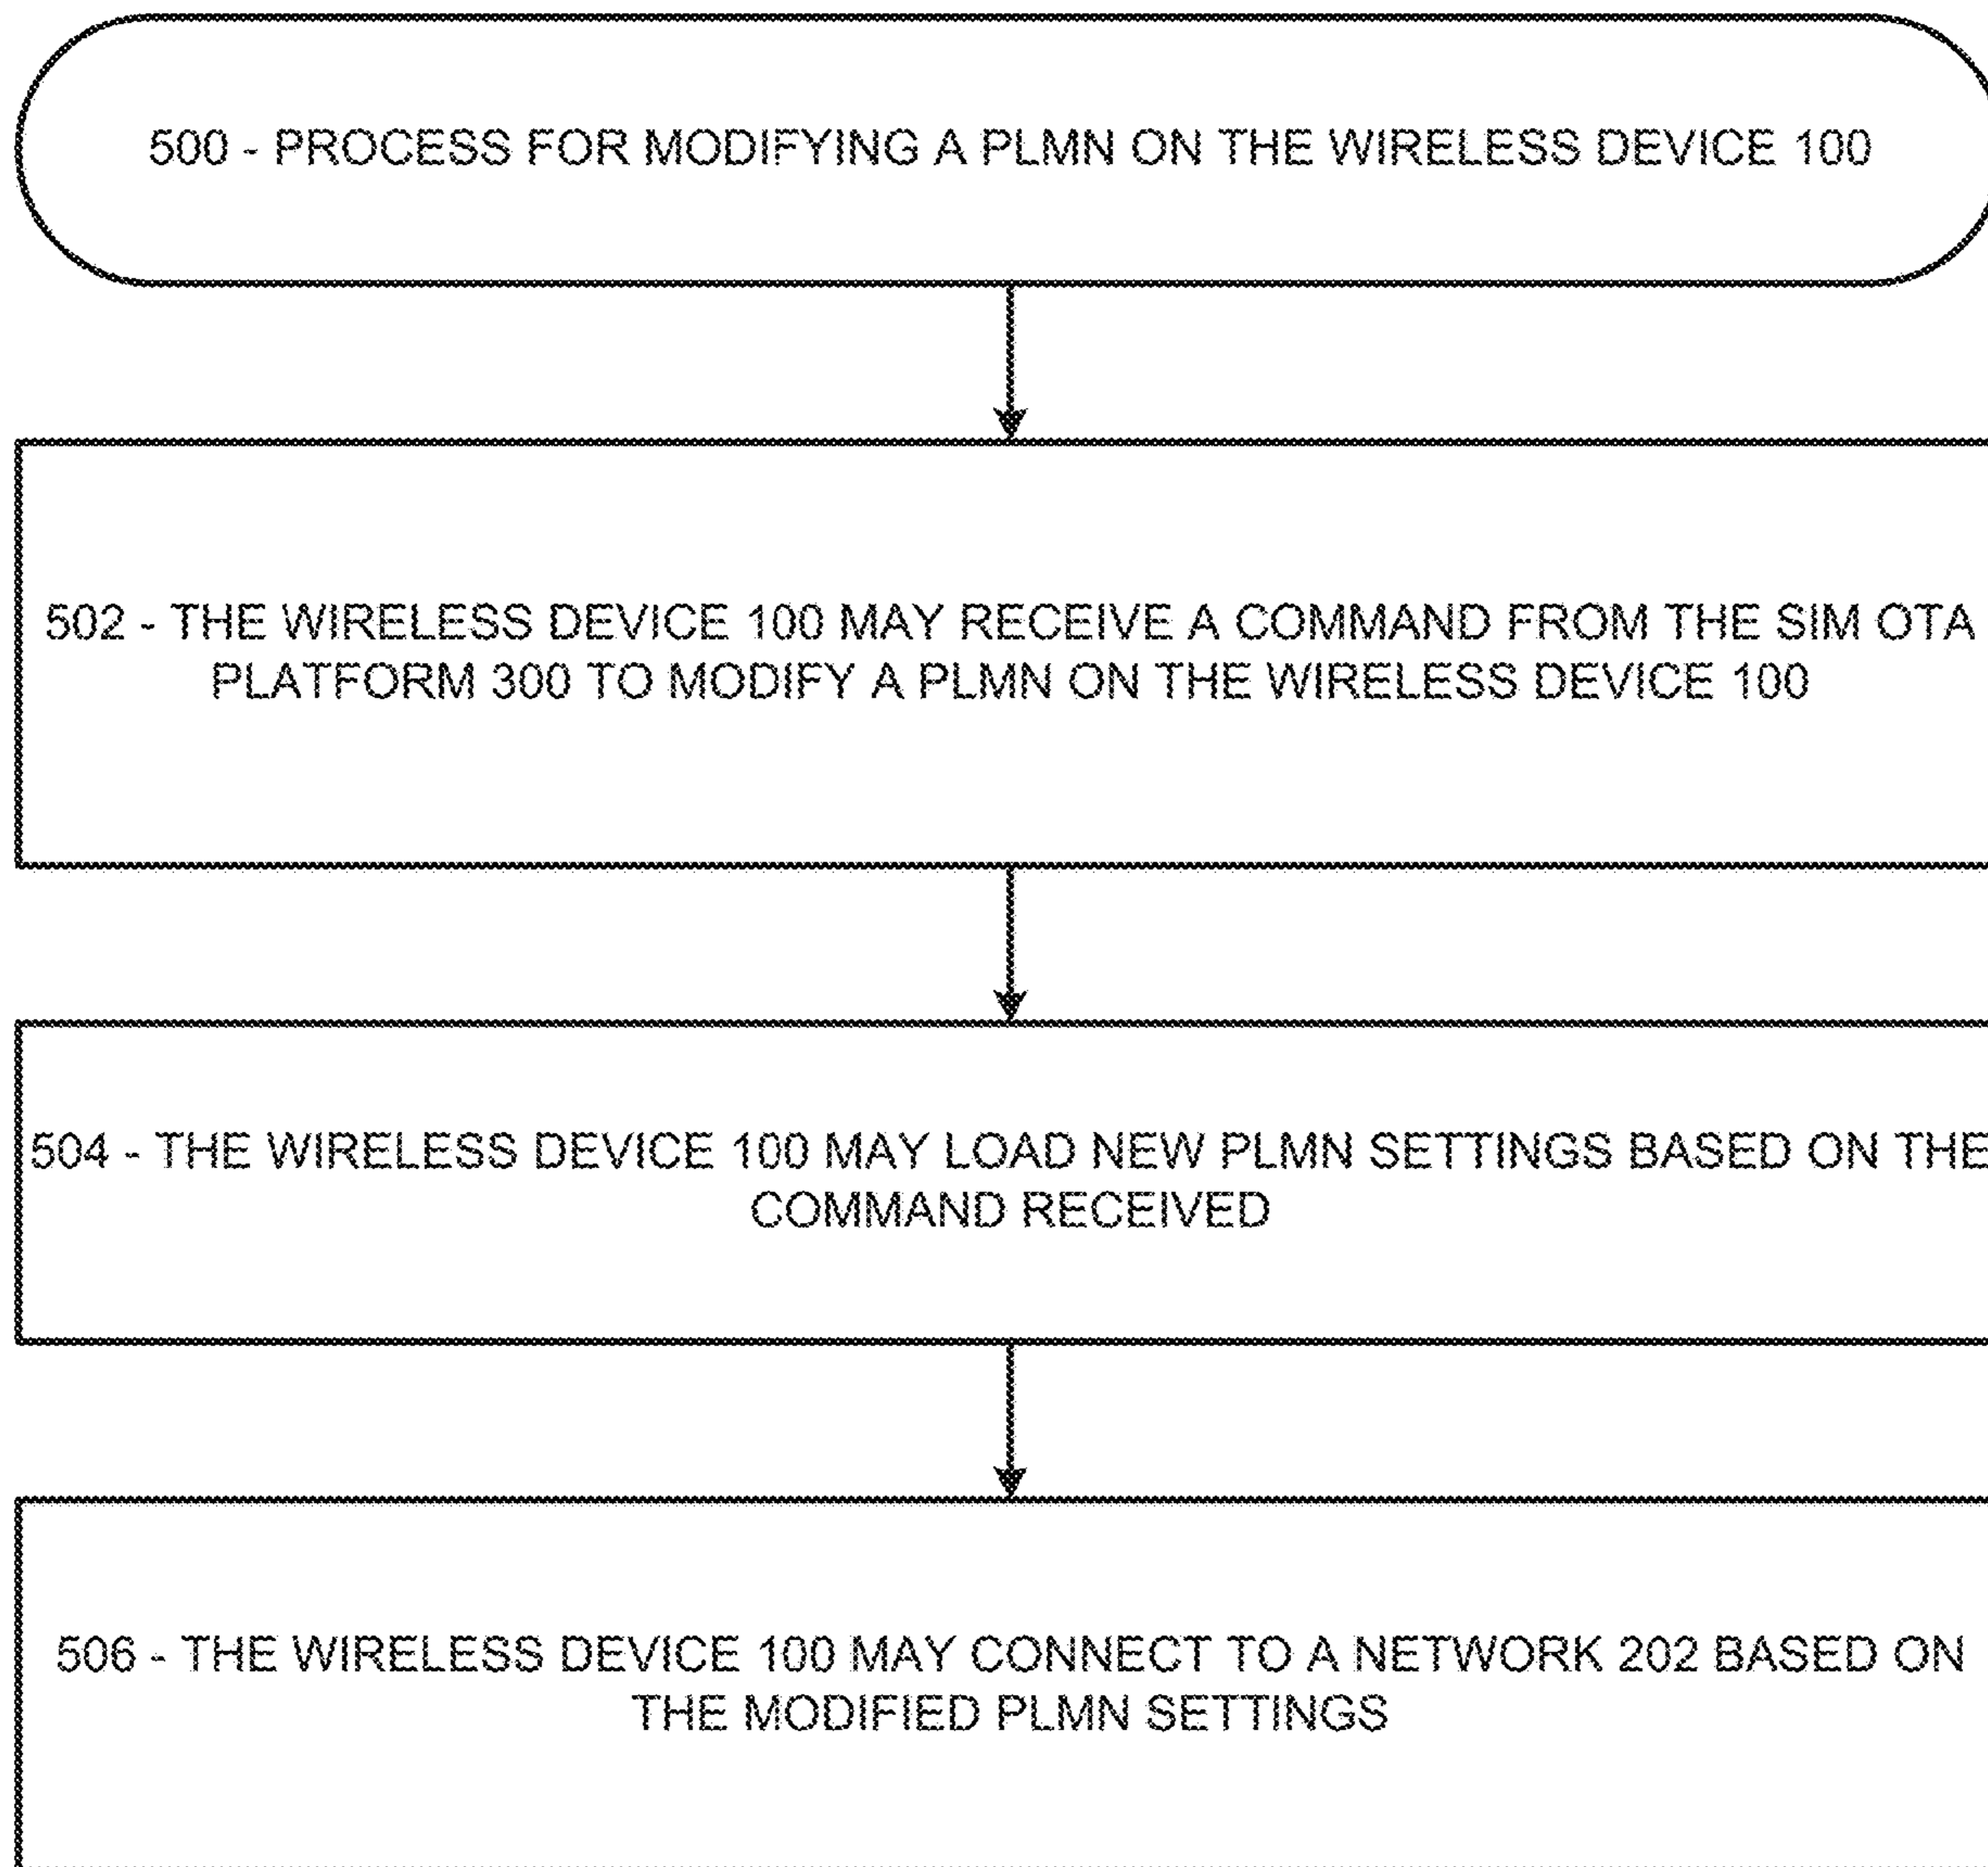 500 - PROCESS FOR MODIFYING A PLMN ON THE WIRELESS DEVICE 100
502 - THE WIRELESS DEVICE 100 MAY RECEIVE A COMMAND FROM THE SIM OTA
PLATFORM 300 TO MODIFY A PLMN ON THE WIRELESS DEVICE 100
504 - THE WIRELESS DEVICE 100 MAY LOAD NEW PLMN SETTINGS BASED ON THE
COMMAND RECEIVED
506 - THE WIRELESS DEVICE 100 MAY CONNECT TO A NETWORK 202 BASED ON
THE MODIFIED PLMN SETTINGS